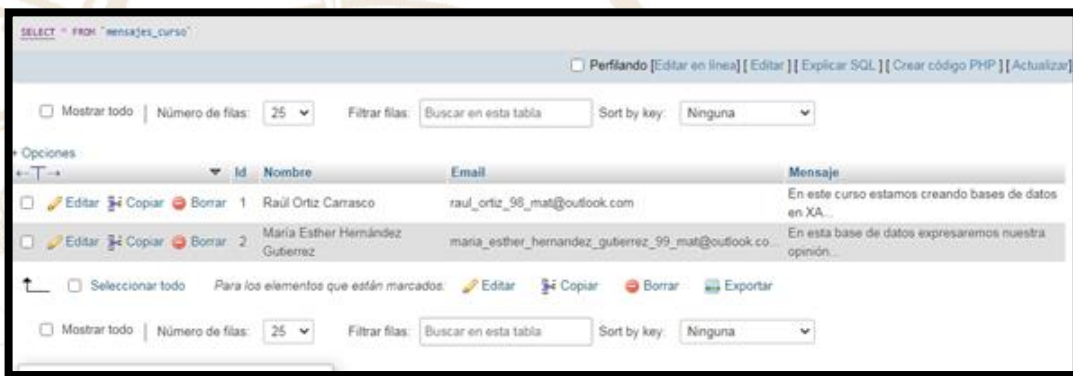 SELECT * FROM `mensajes_curso`
Perfilando [Editar en línea] [ Editar ] [ Explicar SQL ] [ Crear código PHP ] [ Actualizar]
Mostrar todo | Número de filas: 25 Filtrar filas: Buscar en esta tabla Sort by key: Ninguna
+ Opciones
←T→ Id Nombre Email Mensaje
Editar Copiar Borrar 1 Raúl Ortiz Carrasco raul_ortiz_98_mat@outlook.com En este curso estamos creando bases de datos
en XA...
Editar Copiar Borrar 2 María Esther Hernández maria_esther_hernandez_gutierrez_99_mat@outlook.co... En esta base de datos expresaremos nuestra
Gutierrez opinión...
Seleccionar todo Para los elementos que están marcados: Editar Copiar Borrar Exportar
Mostrar todo | Número de filas: 25 Filtrar filas: Buscar en esta tabla Sort by key: Ninguna